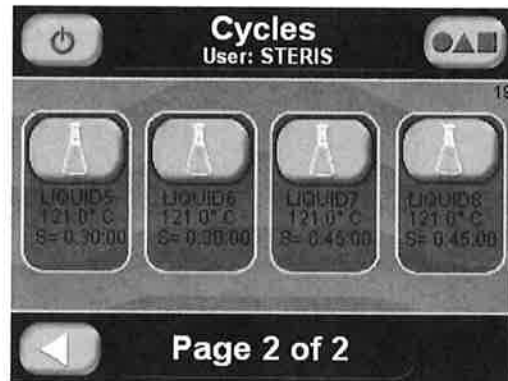 Cycles
User: STERIS
19
LIQUID5
121.0° C
S= 0:30:00
LIQUID6
121.0° C
S= 0:30:00
LIQUID7
121.0° C
S= 0:45:00
LIQUID8
121.0° C
S= 0:45:00
Page 2 of 2